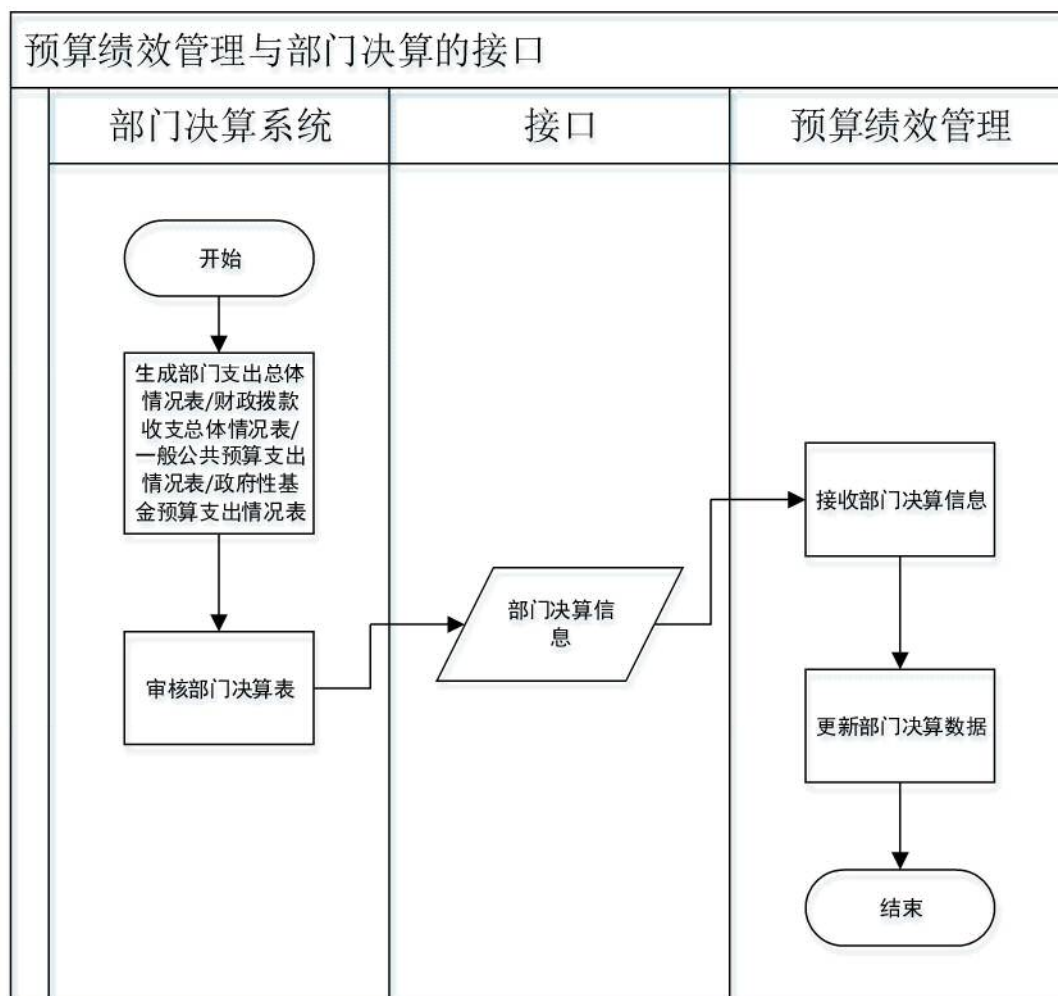 预算绩效管理与部门决算的接口
部门决算系统
接口
预算绩效管理
开始
生成部门支出总体
情况表/财政拨款
收支总体情况表/
一般公共预算支出
情况表/政府性基
金预算支出情况表
审核部门决算表
部门决算信
息
接收部门决算信息
更新部门决算数据
结束